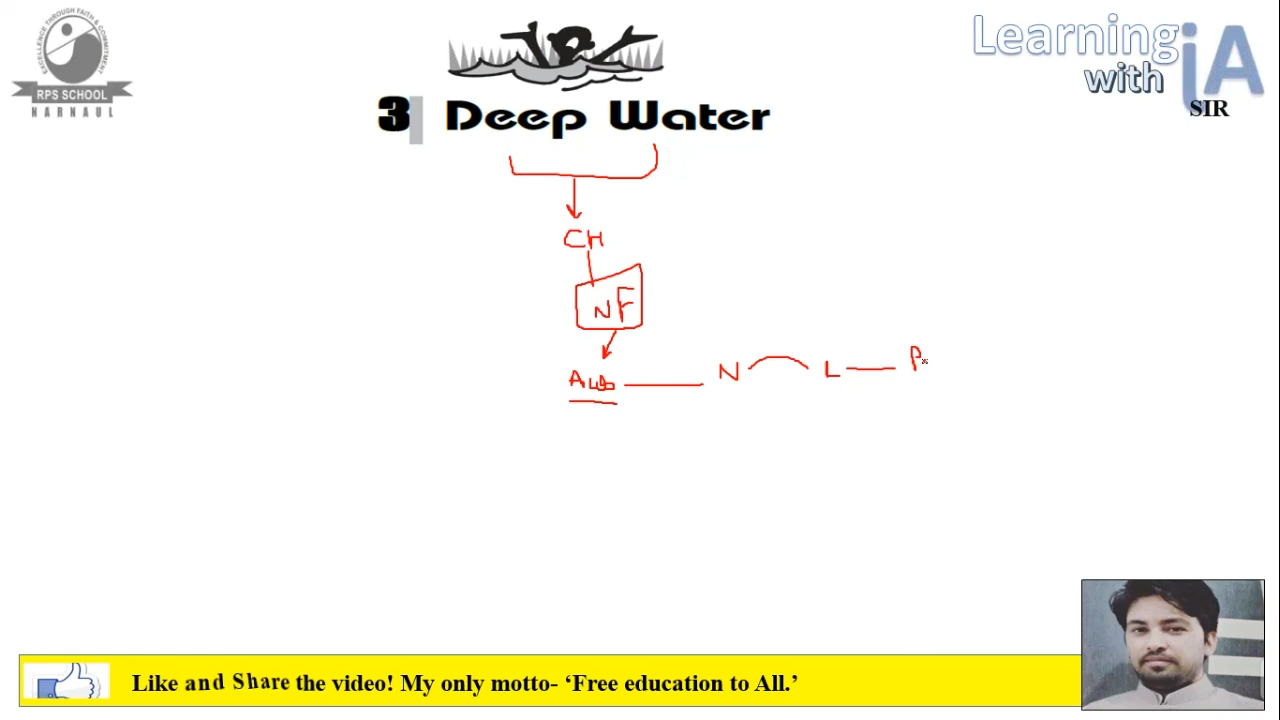 EXCELLENCE THROUGH FAITH & COMMITMENT
RPS SCHOOL
NARNAUL
Learning
with iA
SIR
3 Deep Water
CH
NF
N L P
Like and Share the video! My only motto- ‘Free education to All.’